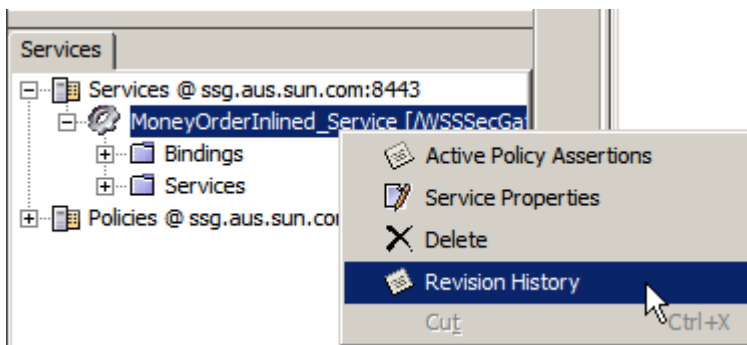 Services
Services @ ssg.aus.sun.com:8443
MoneyOrderInlined_Service [/WSSSecGat
Bindings
Services
Policies @ ssg.aus.sun.co
Active Policy Assertions
Service Properties
Delete
Revision History
Cut Ctrl+X